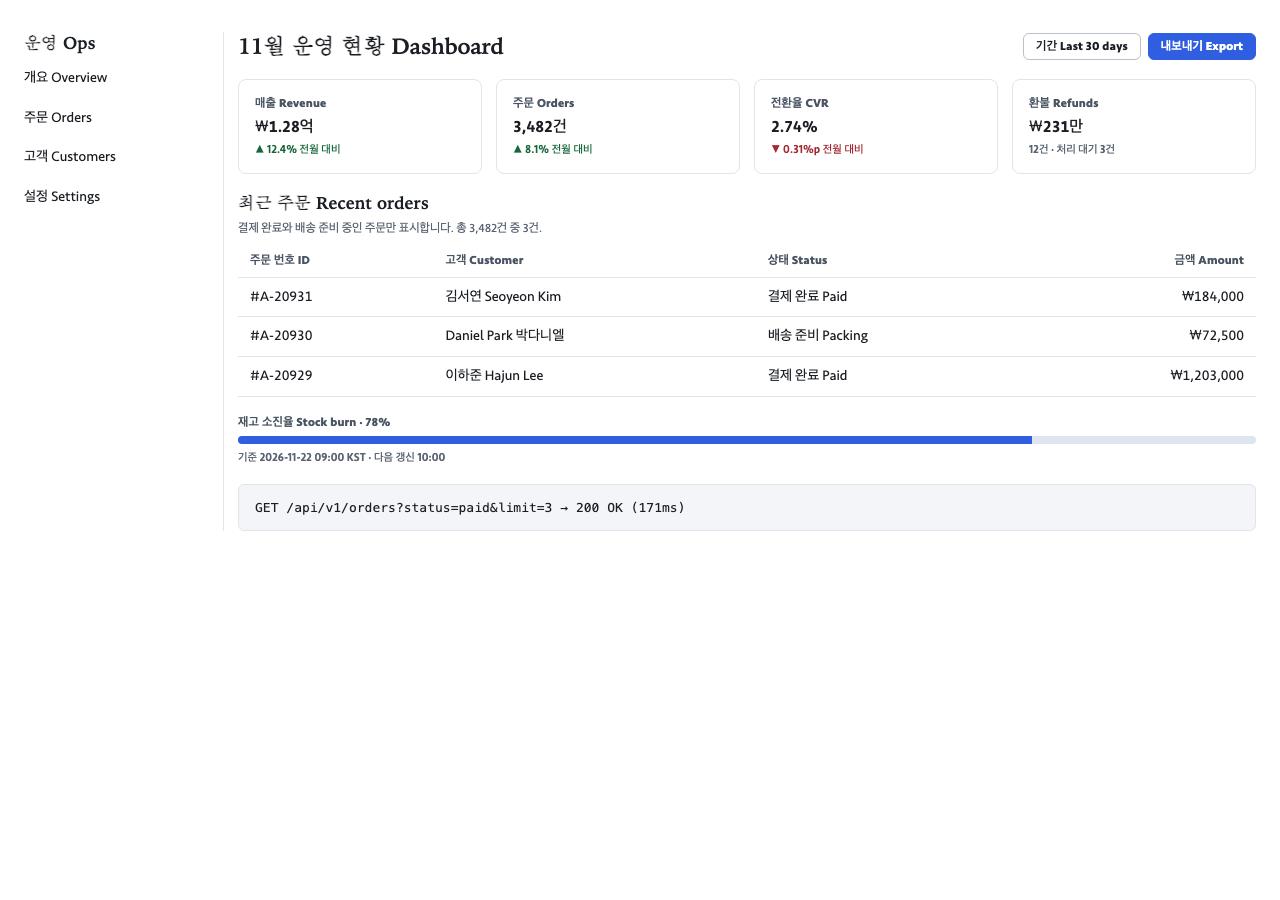 운영 Ops
개요 Overview
주문 Orders
고객 Customers
설정 Settings
11월 운영 현황 Dashboard
기간 Last 30 days
내보내기 Export
매출 Revenue
₩1.28억
▲ 12.4% 전월 대비
주문 Orders
3,482건
▲ 8.1% 전월 대비
전환율 CVR
2.74%
▼ 0.31%p 전월 대비
환불 Refunds
₩231만
12건 · 처리 대기 3건
최근 주문 Recent orders
결제 완료와 배송 준비 중인 주문만 표시합니다. 총 3,482건 중 3건.
주문 번호 ID 고객 Customer 상태 Status 금액 Amount
#A-20931 김서연 Seoyeon Kim 결제 완료 Paid ₩184,000
#A-20930 Daniel Park 박다니엘 배송 준비 Packing ₩72,500
#A-20929 이하준 Hajun Lee 결제 완료 Paid ₩1,203,000
재고 소진율 Stock burn · 78%
기준 2026-11-22 09:00 KST · 다음 갱신 10:00
GET /api/v1/orders?status=paid&limit=3 → 200 OK (171ms)